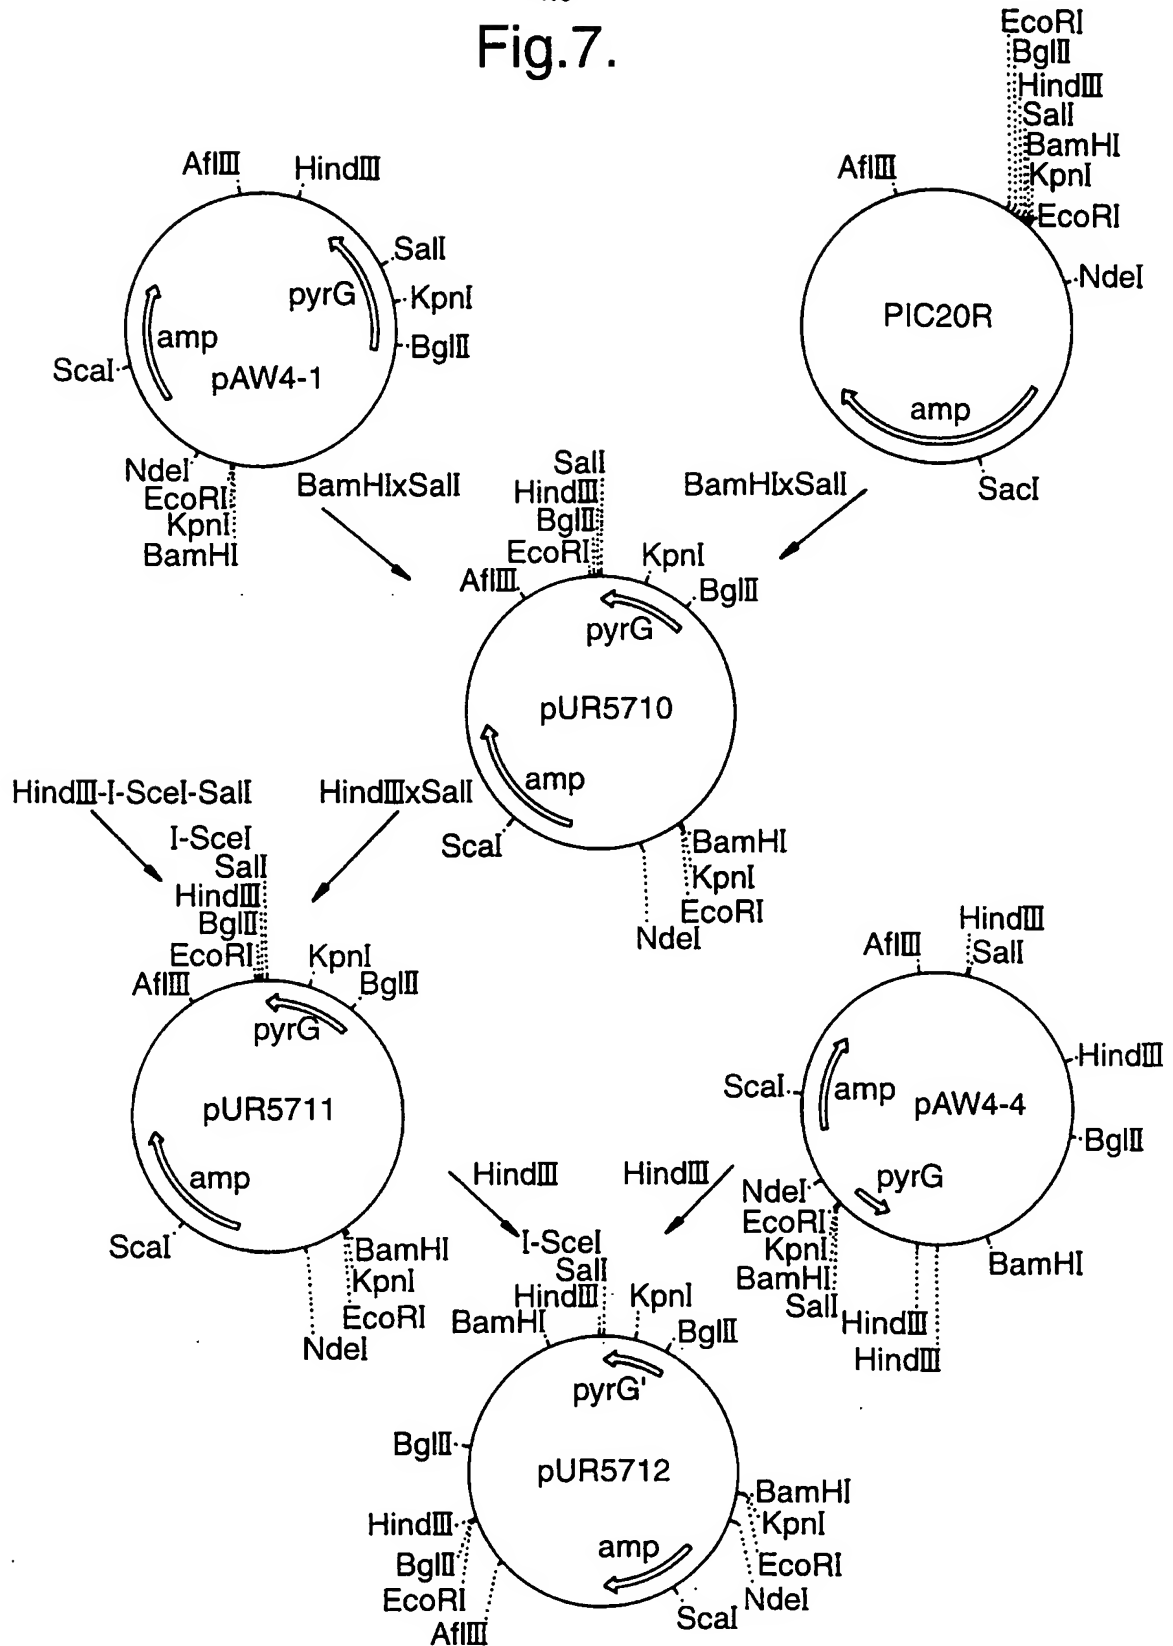 Fig.7.
EcoRI
BglII
HindIII
SalI
BamHI
KpnI
EcoRI
AflIII
NdeI
PIC20R
amp
SacI
AflIII
HindIII
SalI
KpnI
BglII
pyrG
amp
pAW4-1
ScaI
NdeI
EcoRI
KpnI
BamHI
BamHIxSalI
BamHIxSalI
SalI
HindIII
BglII
EcoRI
AflIII
KpnI
BglII
pyrG
pUR5710
amp
ScaI
BamHI
KpnI
EcoRI
NdeI
HindIII-I-SceI-SalI
HindIIIxSalI
I-SceI
SalI
HindIII
BglII
EcoRI
AflIII
KpnI
BglII
pyrG
pUR5711
amp
ScaI
BamHI
KpnI
EcoRI
NdeI
HindIII
SalI
AflIII
HindIII
ScaI
amp
pAW4-4
BglII
pyrG
NdeI
EcoRI
KpnI
BamHI
SalI
HindIII
HindIII
BamHI
HindIII
HindIII
I-SceI
SalI
HindIII
BamHI
KpnI
BglII
pyrG'
BglII
pUR5712
HindIII
BglII
EcoRI
AflIII
amp
BamHI
KpnI
EcoRI
NdeI
ScaI